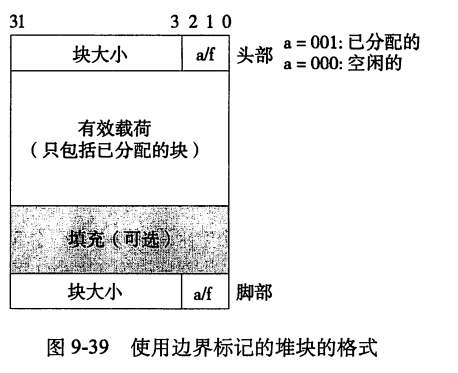 31 3 2 1 0
块大小 a/f 头部 a = 001: 已分配的
a = 000: 空闲的
有效载荷
（只包括已分配的块）
填充（可选）
块大小 a/f 脚部
图 9-39 使用边界标记的堆块的格式